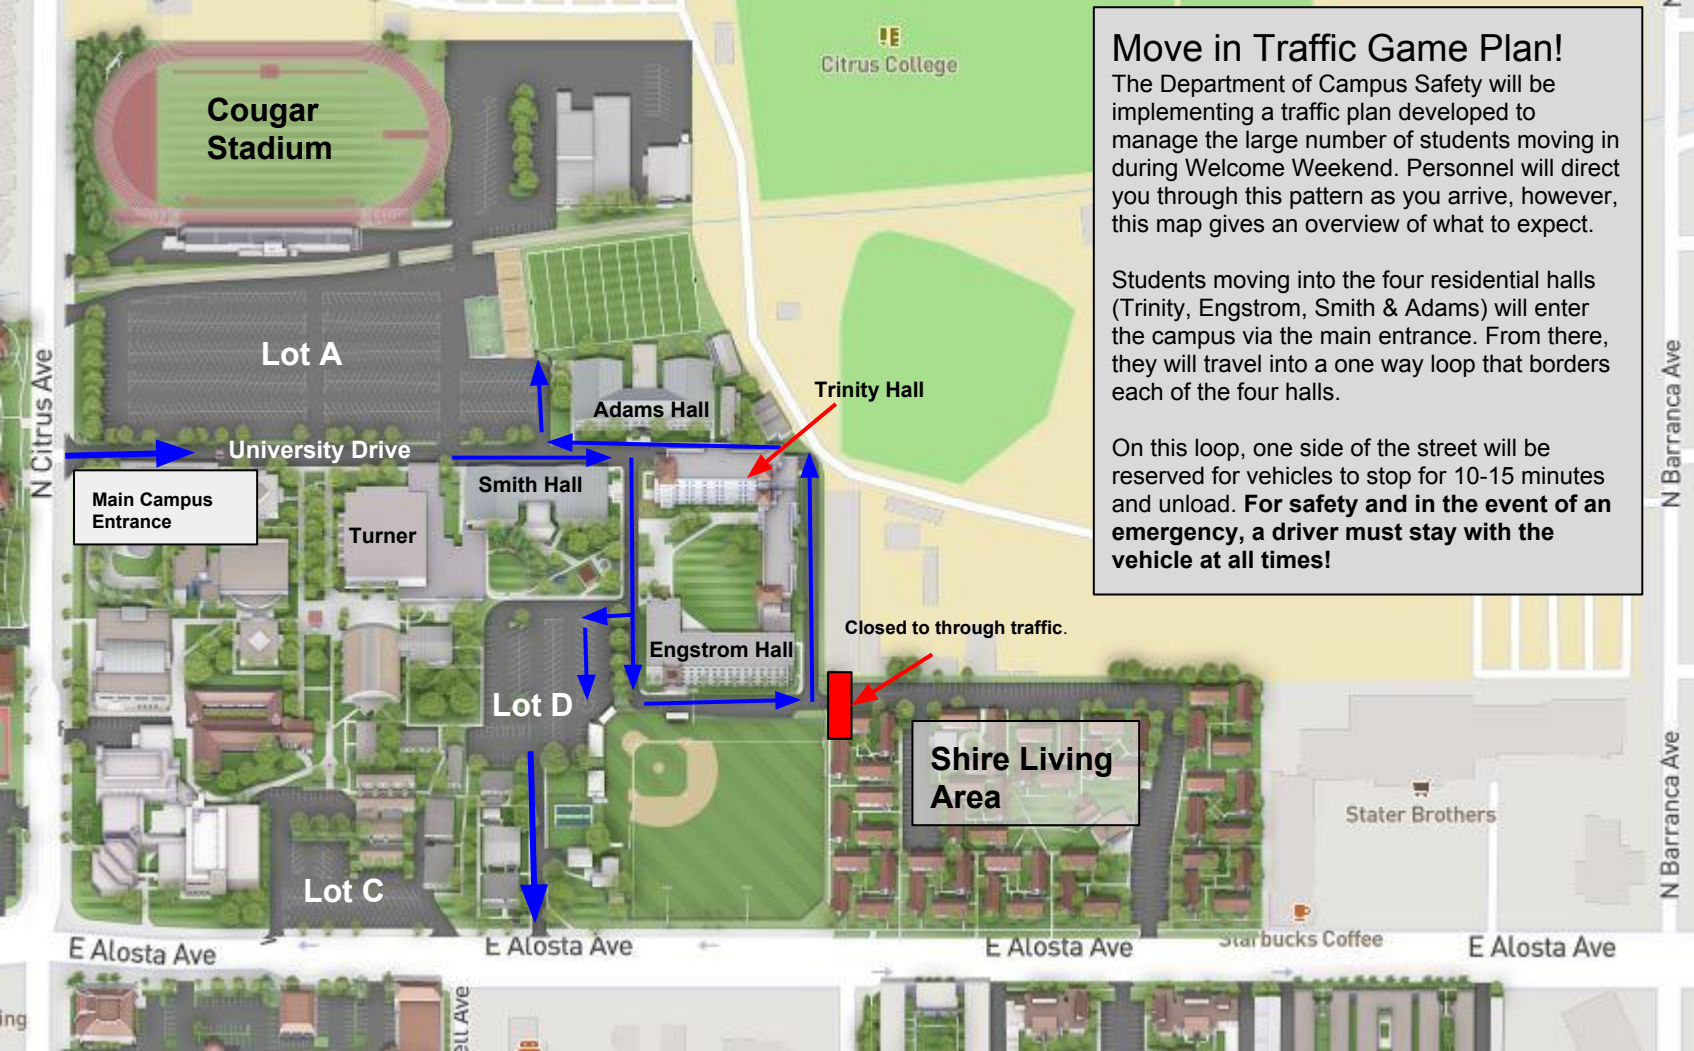 Move in Traffic Game Plan!
The Department of Campus Safety will be
implementing a traffic plan developed to
manage the large number of students moving in
during Welcome Weekend. Personnel will direct
you through this pattern as you arrive, however,
this map gives an overview of what to expect.
Students moving into the four residential halls
(Trinity, Engstrom, Smith & Adams) will enter
the campus via the main entrance. From there,
they will travel into a one way loop that borders
each of the four halls.
On this loop, one side of the street will be
reserved for vehicles to stop for 10-15 minutes
and unload. For safety and in the event of an
emergency, a driver must stay with the
vehicle at all times!
Citrus College
Cougar
Stadium
Lot A
N Citrus Ave
N Barranca Ave
Trinity Hall
Adams Hall
University Drive
Smith Hall
Main Campus
Entrance
Turner
Closed to through traffic.
Engstrom Hall
Lot D
Shire Living
Area
Stater Brothers
N Barranca Ave
Lot C
Starbucks Coffee
E Alosta Ave
E Alosta Ave
E Alosta Ave
E Alosta Ave
ell Ave
ing